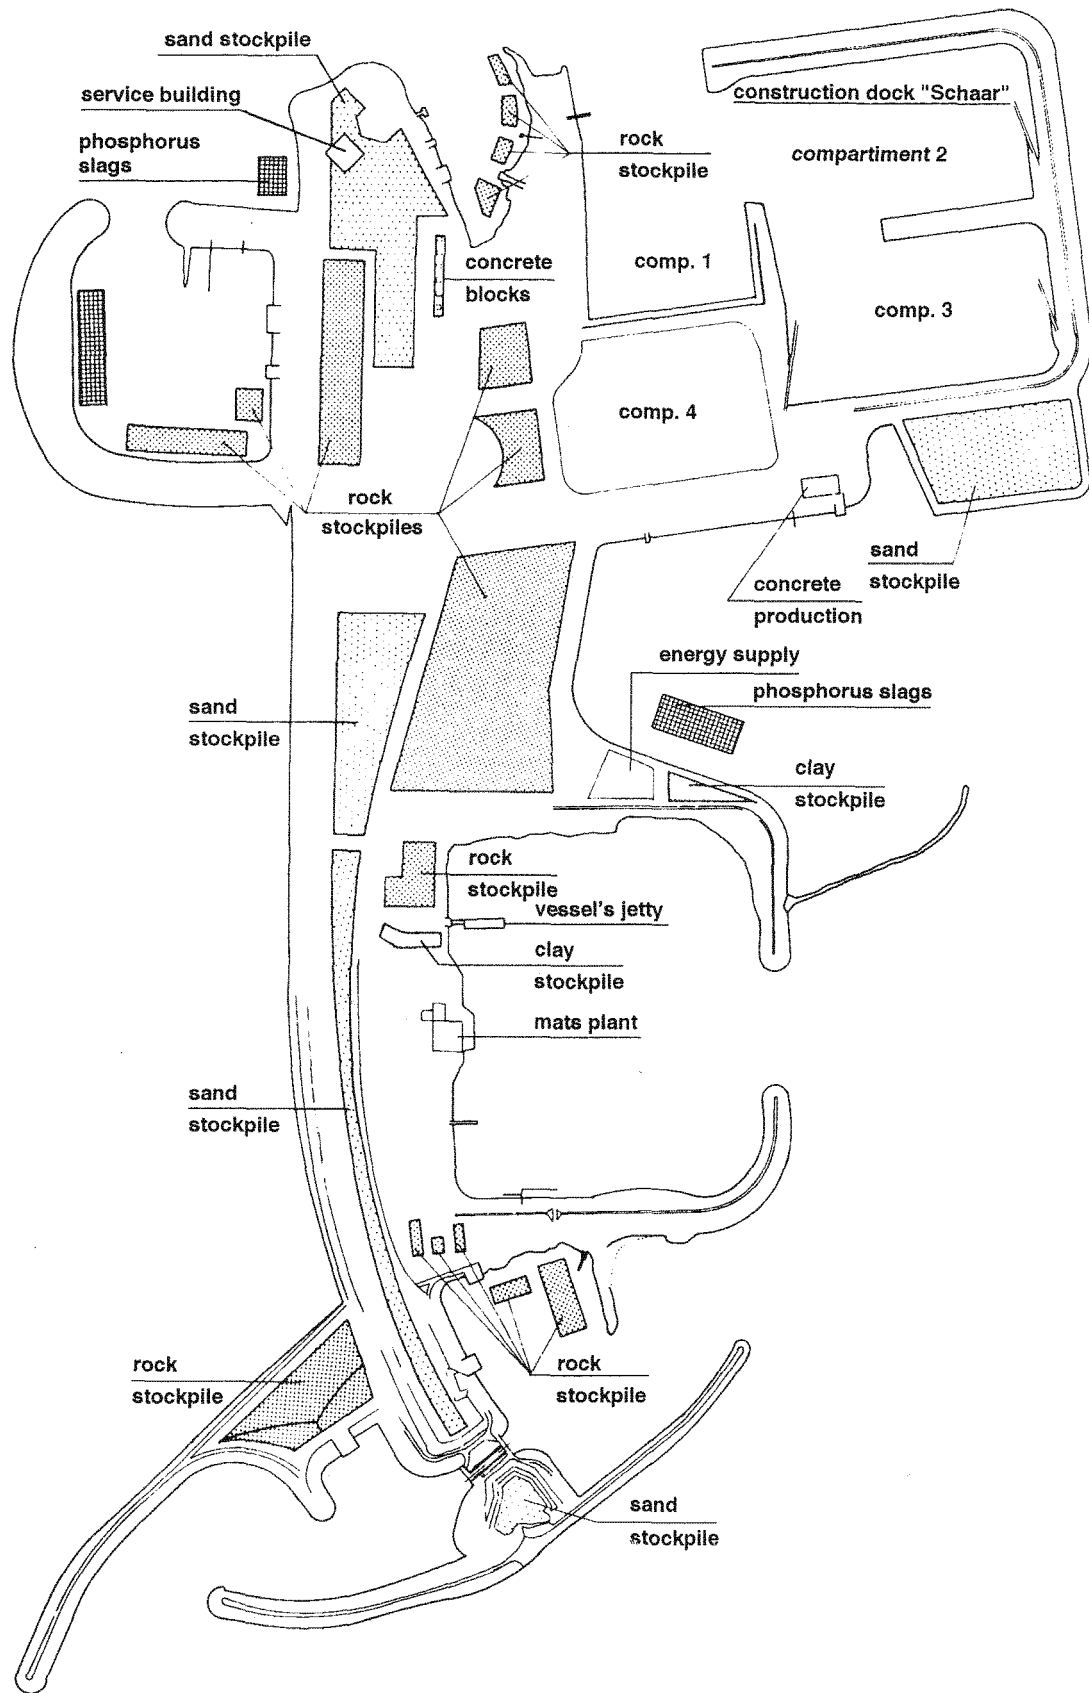 sand stockpile
service building
phosphorus
slags
construction dock "Schaar"
rock
stockpile
compartiment 2
comp. 1
concrete
blocks
comp. 3
comp. 4
rock
stockpiles
sand
stockpile
concrete
production
energy supply
phosphorus slags
sand
stockpile
clay
stockpile
rock
stockpile
vessel's jetty
clay
stockpile
mats plant
sand
stockpile
rock
stockpile
rock
stockpile
sand
stockpile